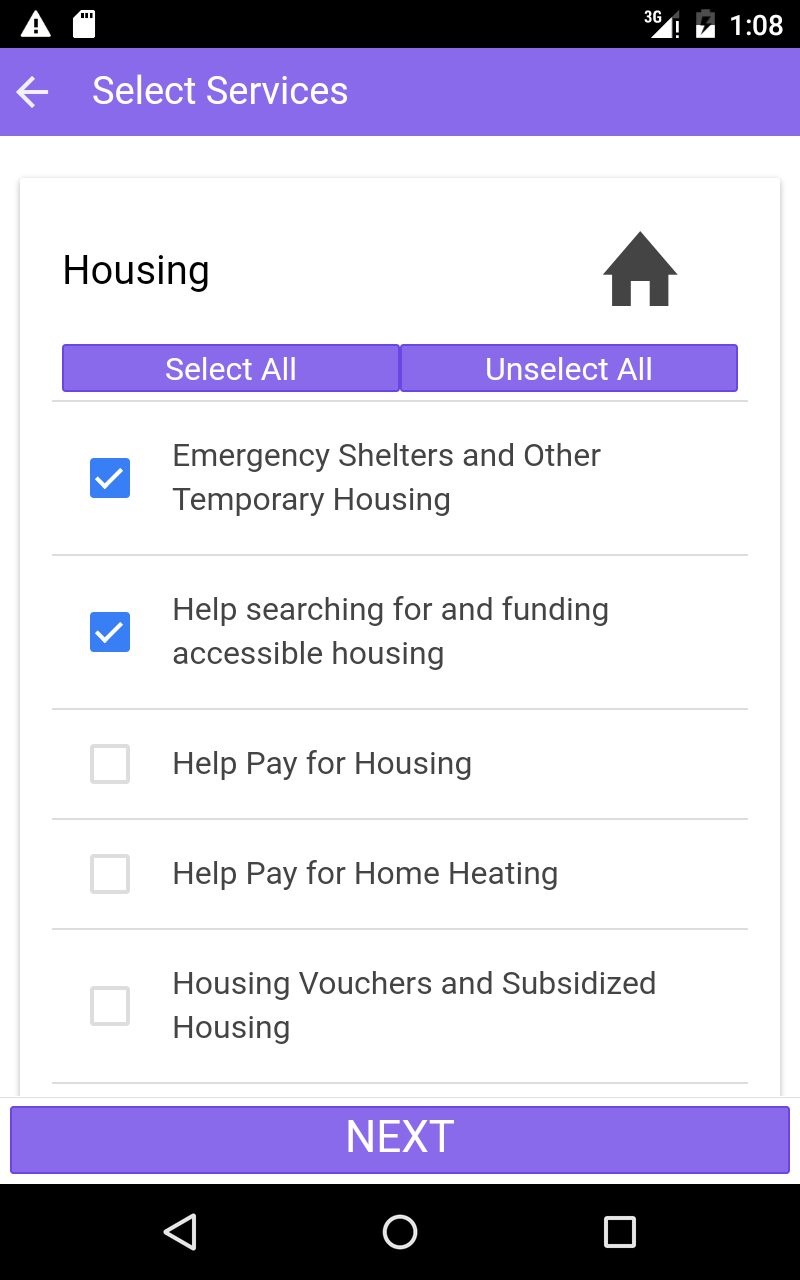 3G 1:08
Select Services
Housing
Select All Unselect All
Emergency Shelters and Other
Temporary Housing
Help searching for and funding
accessible housing
Help Pay for Housing
Help Pay for Home Heating
Housing Vouchers and Subsidized
Housing
NEXT